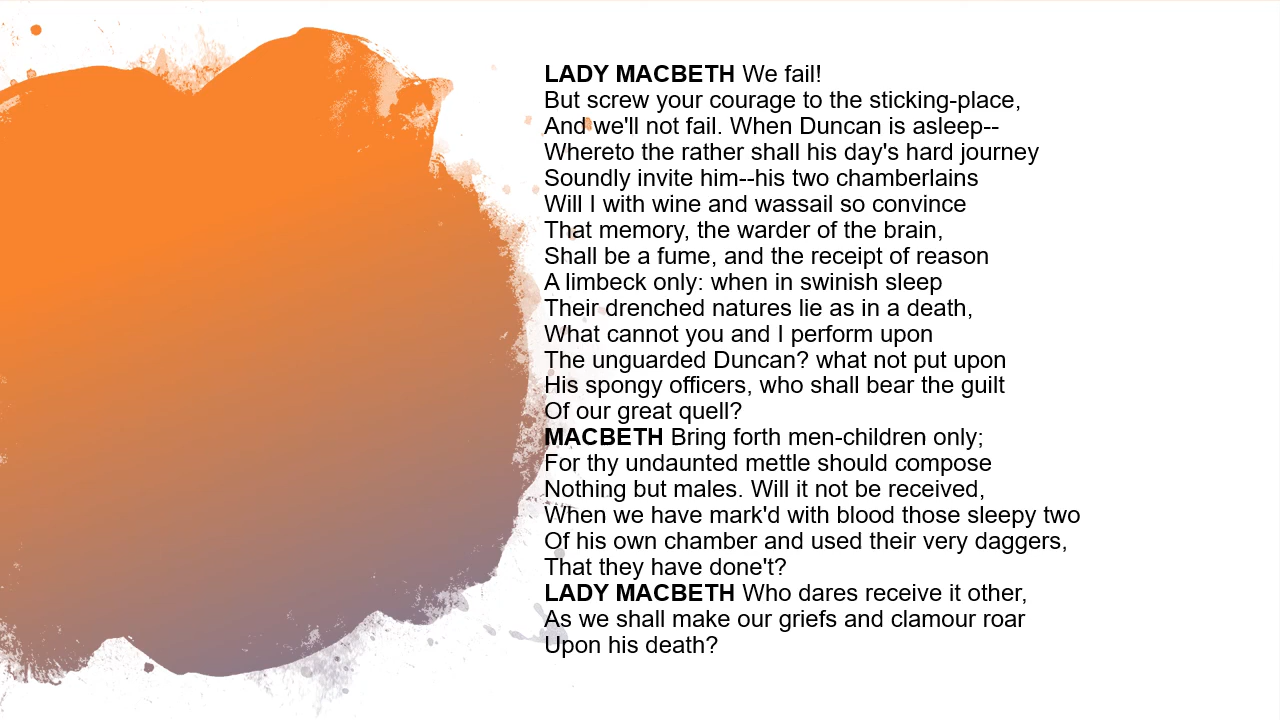 LADY MACBETH We fail!
But screw your courage to the sticking-place,
And we'll not fail. When Duncan is asleep--
Whereto the rather shall his day's hard journey
Soundly invite him--his two chamberlains
Will I with wine and wassail so convince
That memory, the warder of the brain,
Shall be a fume, and the receipt of reason
A limbeck only: when in swinish sleep
Their drenched natures lie as in a death,
What cannot you and I perform upon
The unguarded Duncan? what not put upon
His spongy officers, who shall bear the guilt
Of our great quell?
MACBETH Bring forth men-children only;
For thy undaunted mettle should compose
Nothing but males. Will it not be received,
When we have mark'd with blood those sleepy two
Of his own chamber and used their very daggers,
That they have done't?
LADY MACBETH Who dares receive it other,
As we shall make our griefs and clamour roar
Upon his death?